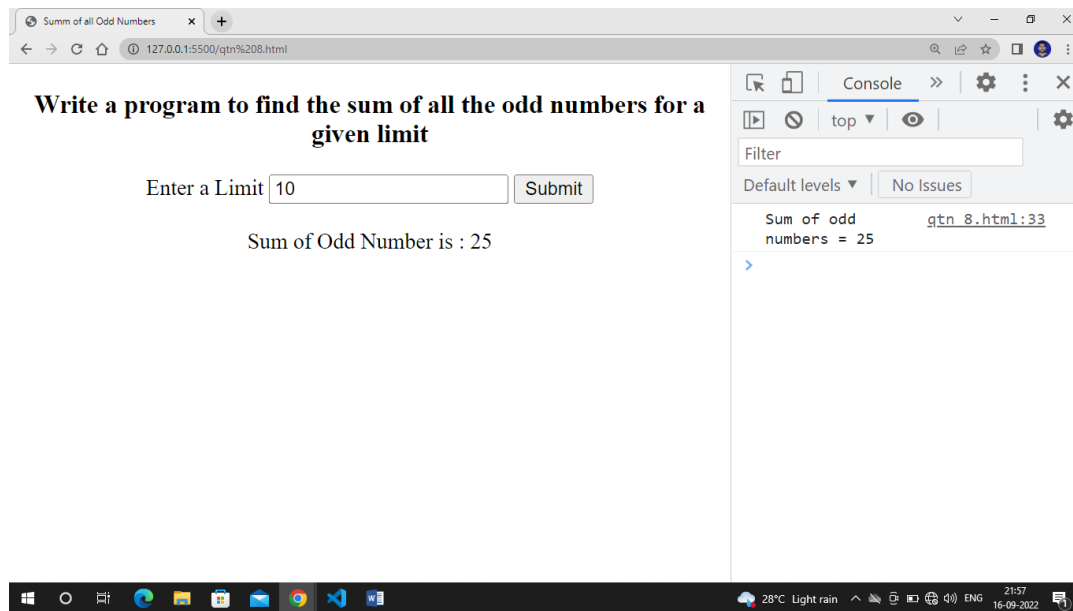 Summ of all Odd Numbers
127.0.0.1:5500/qtn%208.html
Write a program to find the sum of all the odd numbers for a
given limit
Enter a Limit 10 Submit
Sum of Odd Number is : 25
Console
top
Filter
Default levels No Issues
Sum of odd qtn 8.html:33
numbers = 25
28°C Light rain ENG 21:57
16-09-2022
1